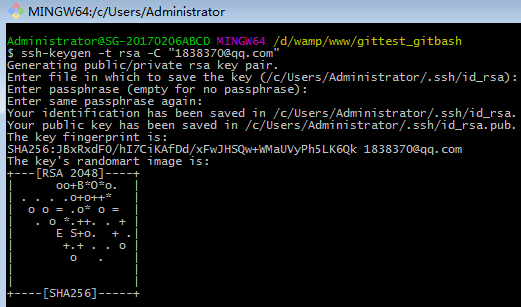 MINGW64:/c/Users/Administrator
Administrator@SG-20170206ABCD MINGW64 /d/wamp/www/gittest_gitbash
$ ssh-keygen -t rsa -C "1838370@qq.com"
Generating public/private rsa key pair.
Enter file in which to save the key (/c/Users/Administrator/.ssh/id_rsa):
Enter passphrase (empty for no passphrase):
Enter same passphrase again:
Your identification has been saved in /c/Users/Administrator/.ssh/id_rsa.
Your public key has been saved in /c/Users/Administrator/.ssh/id_rsa.pub.
The key fingerprint is:
SHA256:JBxRxdFO/hI7CiKAfDd/xFwJHSQw+WMaUVyPh5LK6Qk 1838370@qq.com
The key's randomart image is:
+---[RSA 2048]----+
|      oo+B*O*o.  |
| . . . .o+o++*   |
|  o o = .o* o =  |
|   . o *.++. . + |
|      E S+o.  + .|
|       +.+ . . o |
|        o   .    |
|                 |
|                 |
+----[SHA256]-----+